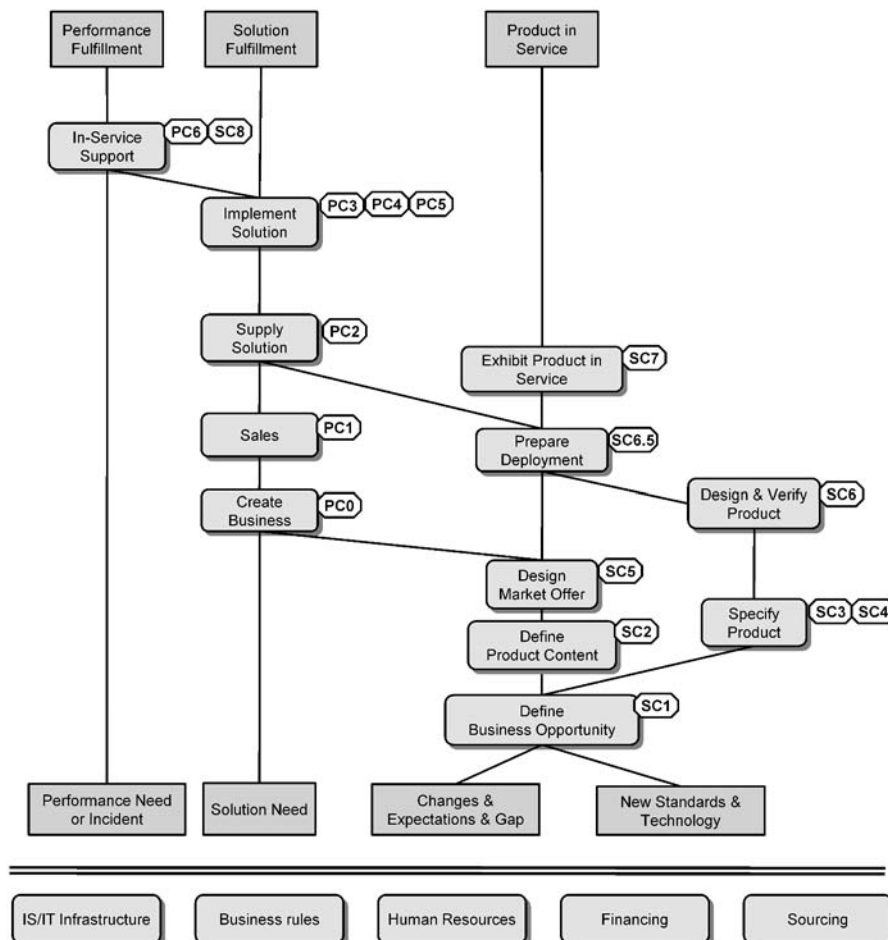 Performance
Fulfillment
Solution
Fulfillment
Product in
Service
In-Service
Support
PC6
SC8
Implement
Solution
PC3
PC4
PC5
Supply
Solution
PC2
Exhibit Product in
Service
SC7
Sales
PC1
Prepare
Deployment
SC6.5
Create
Business
PC0
Design & Verify
Product
SC6
Design
Market Offer
SC5
Specify
Product
SC3
SC4
Define
Product Content
SC2
Define
Business Opportunity
SC1
Performance Need
or Incident
Solution Need
Changes &
Expectations & Gap
New Standards &
Technology
IS/IT Infrastructure
Business rules
Human Resources
Financing
Sourcing